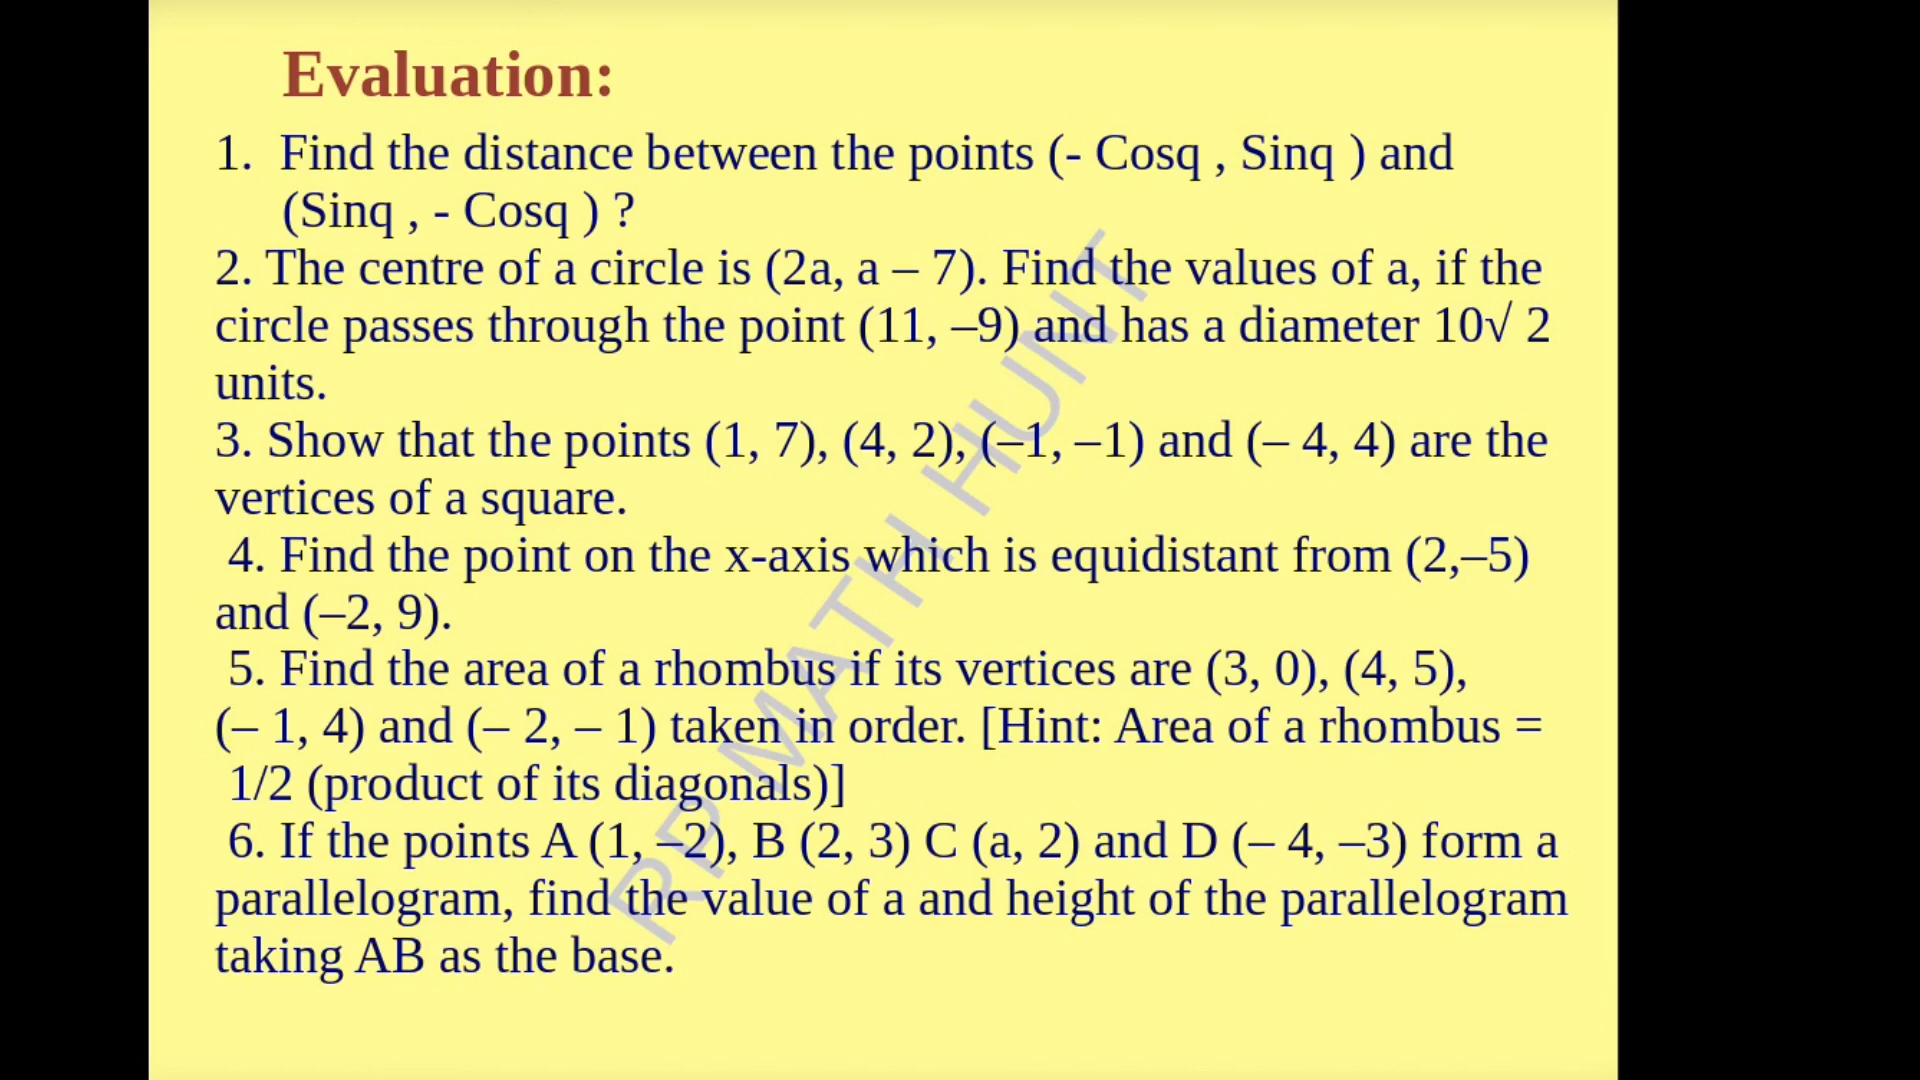 Evaluation:
1. Find the distance between the points (- Cosq , Sinq ) and
(Sinq , - Cosq ) ?
2. The centre of a circle is (2a, a – 7). Find the values of a, if the
circle passes through the point (11, –9) and has a diameter 10√ 2
units.
3. Show that the points (1, 7), (4, 2), (–1, –1) and (– 4, 4) are the
vertices of a square.
4. Find the point on the x-axis which is equidistant from (2,–5)
and (–2, 9).
5. Find the area of a rhombus if its vertices are (3, 0), (4, 5),
(– 1, 4) and (– 2, – 1) taken in order. [Hint: Area of a rhombus =
1/2 (product of its diagonals)]
6. If the points A (1, –2), B (2, 3) C (a, 2) and D (– 4, –3) form a
parallelogram, find the value of a and height of the parallelogram
taking AB as the base.
RP MATH HUNT